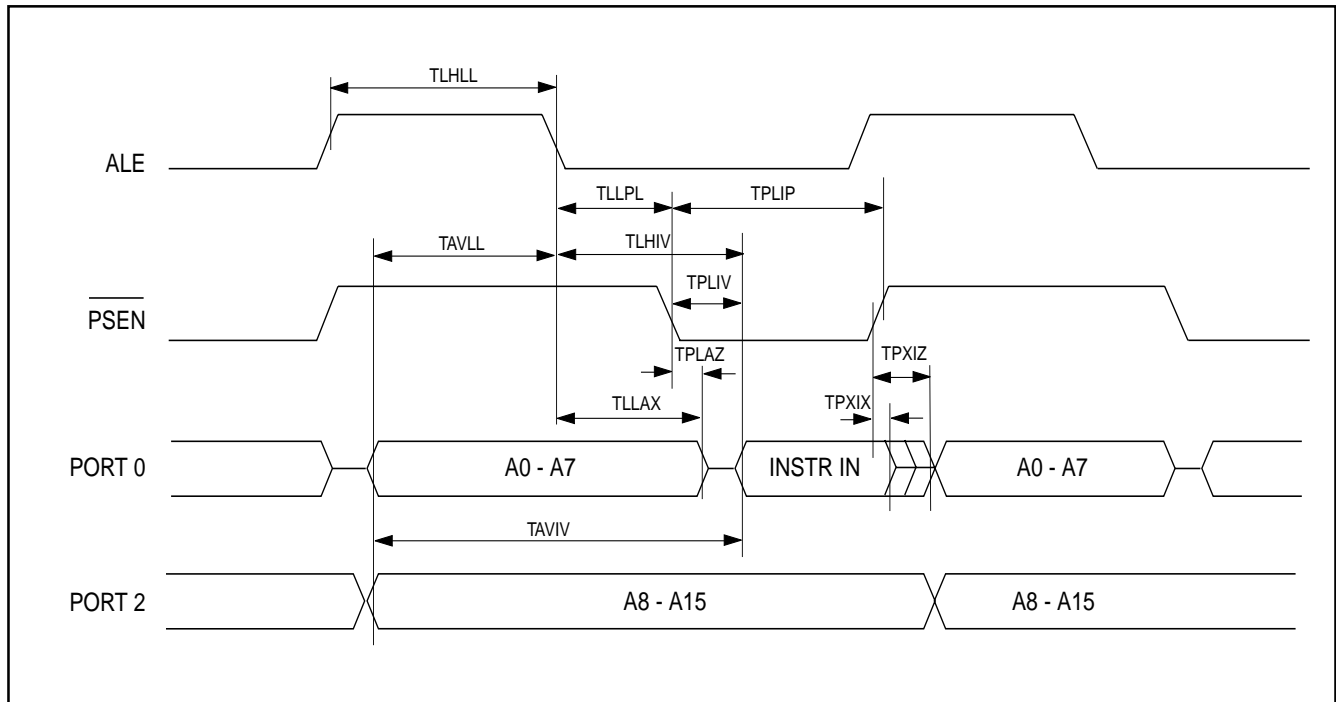 TLHLL
ALE
TLLPL
TPLIP
TAVLL
TLHIV
TPLIV
PSEN
TPLAZ
TPXIZ
TLLAX
TPXIX
PORT 0
A0 - A7
INSTR IN
A0 - A7
TAVIV
PORT 2
A8 - A15
A8 - A15